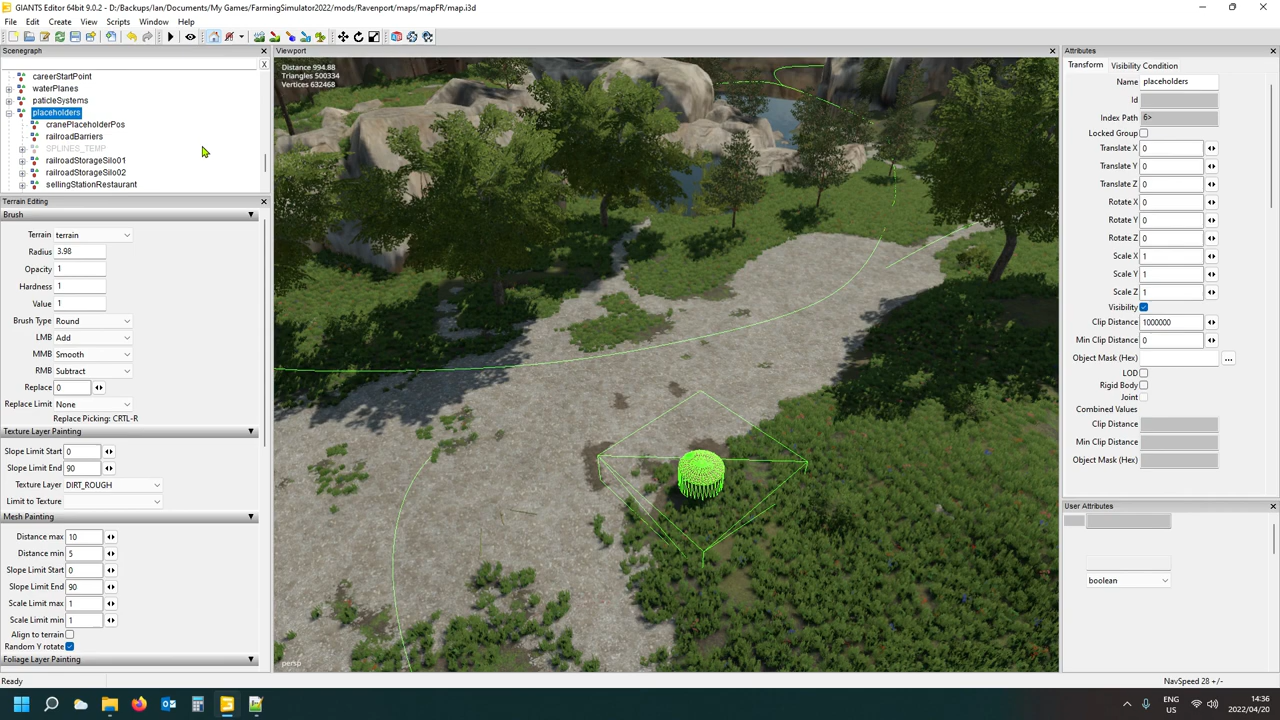 GIANTS Editor 64bit 9.0.2 - D:/Backups/Ian/Documents/My Games/FarmingSimulator2022/mods/Ravenport/maps/mapFR/map.i3d
File Edit Create View Scripts Window Help
Scenegraph
careerStartPoint
waterPlanes
paticleSystems
placeholders
cranePlaceholderPos
railroadBarriers
SPLINES_TEMP
railroadStorageSilo01
railroadStorageSilo02
sellingStationRestaurant
Terrain Editing
Brush
Terrain terrain
Radius 3.98
Opacity 1
Hardness 1
Value 1
Brush Type Round
LMB Add
MMB Smooth
RMB Subtract
Replace 0
Replace Limit None
Replace Picking: CRTL-R
Texture Layer Painting
Slope Limit Start 0
Slope Limit End 90
Texture Layer DIRT_ROUGH
Limit to Texture
Mesh Painting
Distance max 10
Distance min 5
Slope Limit Start 0
Slope Limit End 90
Scale Limit max 1
Scale Limit min 1
Align to terrain
Random Y rotate
Foliage Layer Painting
Viewport
Distance 994.88
Triangles 500334
Vertices 632468
persp
Attributes
Transform Visibility Condition
Name placeholders
Id
Index Path 6>
Locked Group
Translate X 0
Translate Y 0
Translate Z 0
Rotate X 0
Rotate Y 0
Rotate Z 0
Scale X 1
Scale Y 1
Scale Z 1
Visibility
Clip Distance 1000000
Min Clip Distance 0
Object Mask (Hex) ...
LOD
Rigid Body
Joint
Combined Values
Clip Distance
Min Clip Distance
Object Mask (Hex)
User Attributes
boolean
Ready
NavSpeed 28 +/-
ENG
US
14:36
2022/04/20